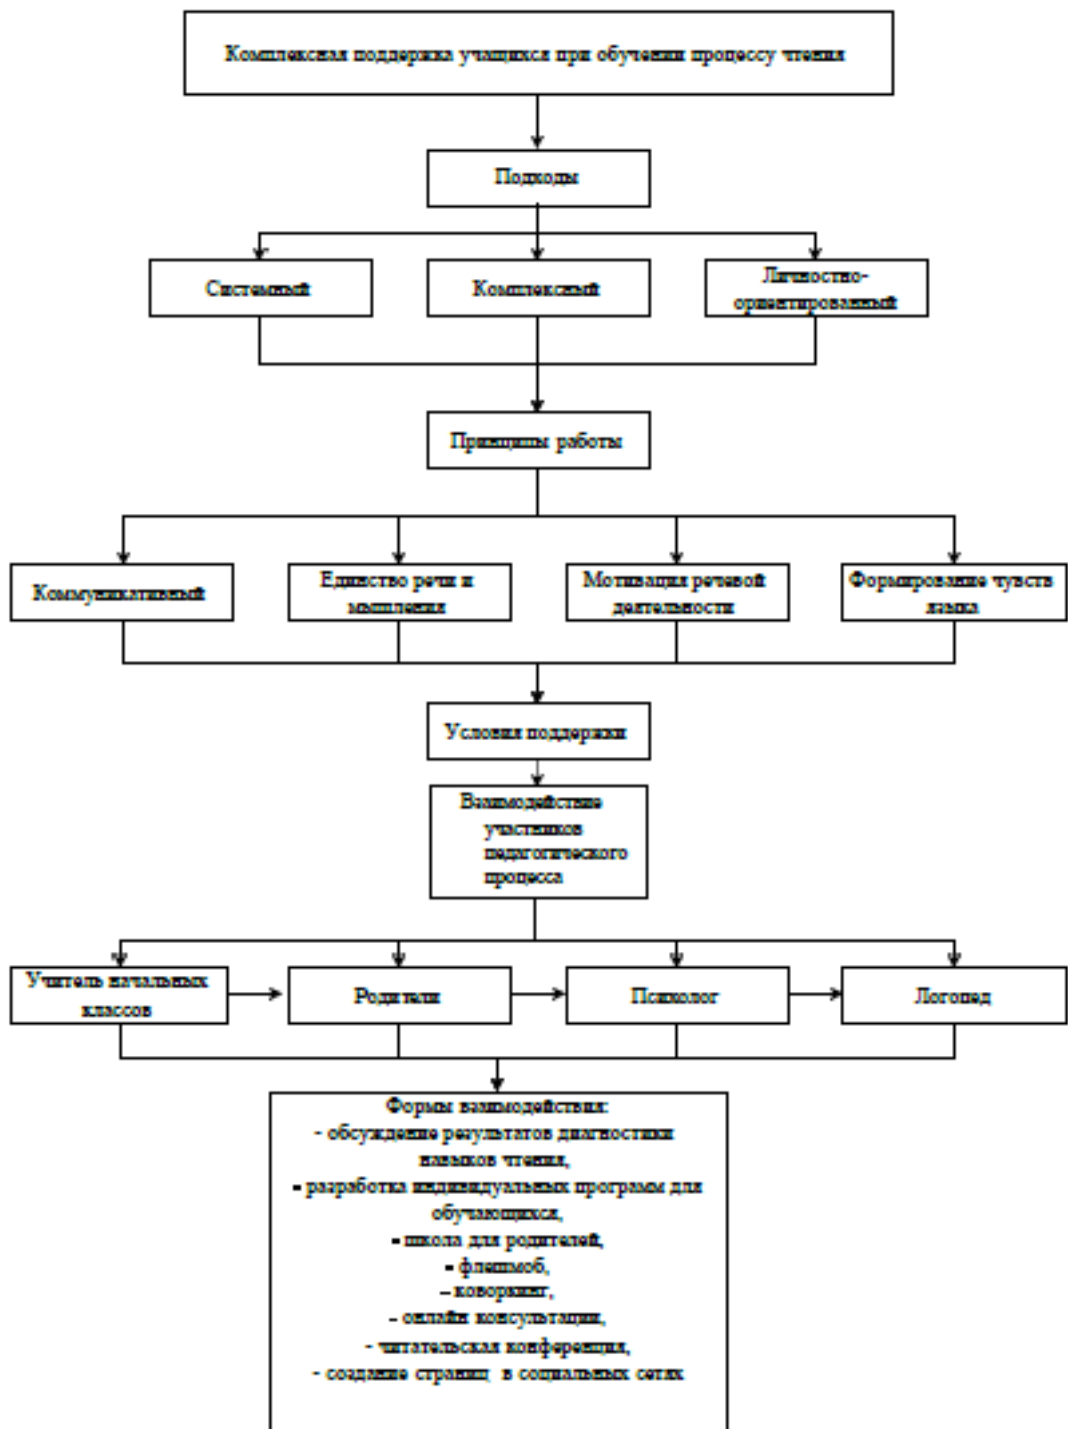 Комплексная поддержка учащихся при обучении процессу чтения
Подходы
Системный
Комплексный
Личностно-
ориентированный
Принципы работы
Коммуникативный
Единство речи и
мышления
Мотивация речевой
деятельности
Формирование чувств
языка
Условия поддержки
Взаимодействие
участников
педагогического
процесса
Учитель начальных
классов
Родители
Психолог
Логопед
Формы взаимодействия:
- обсуждение результатов диагностики
навыков чтения,
- разработка индивидуальных программ для
обучающихся,
- школа для родителей,
- флешмоб,
– коворкинг,
– онлайн консультации,
- читательская конференция,
- создание страниц в социальных сетях